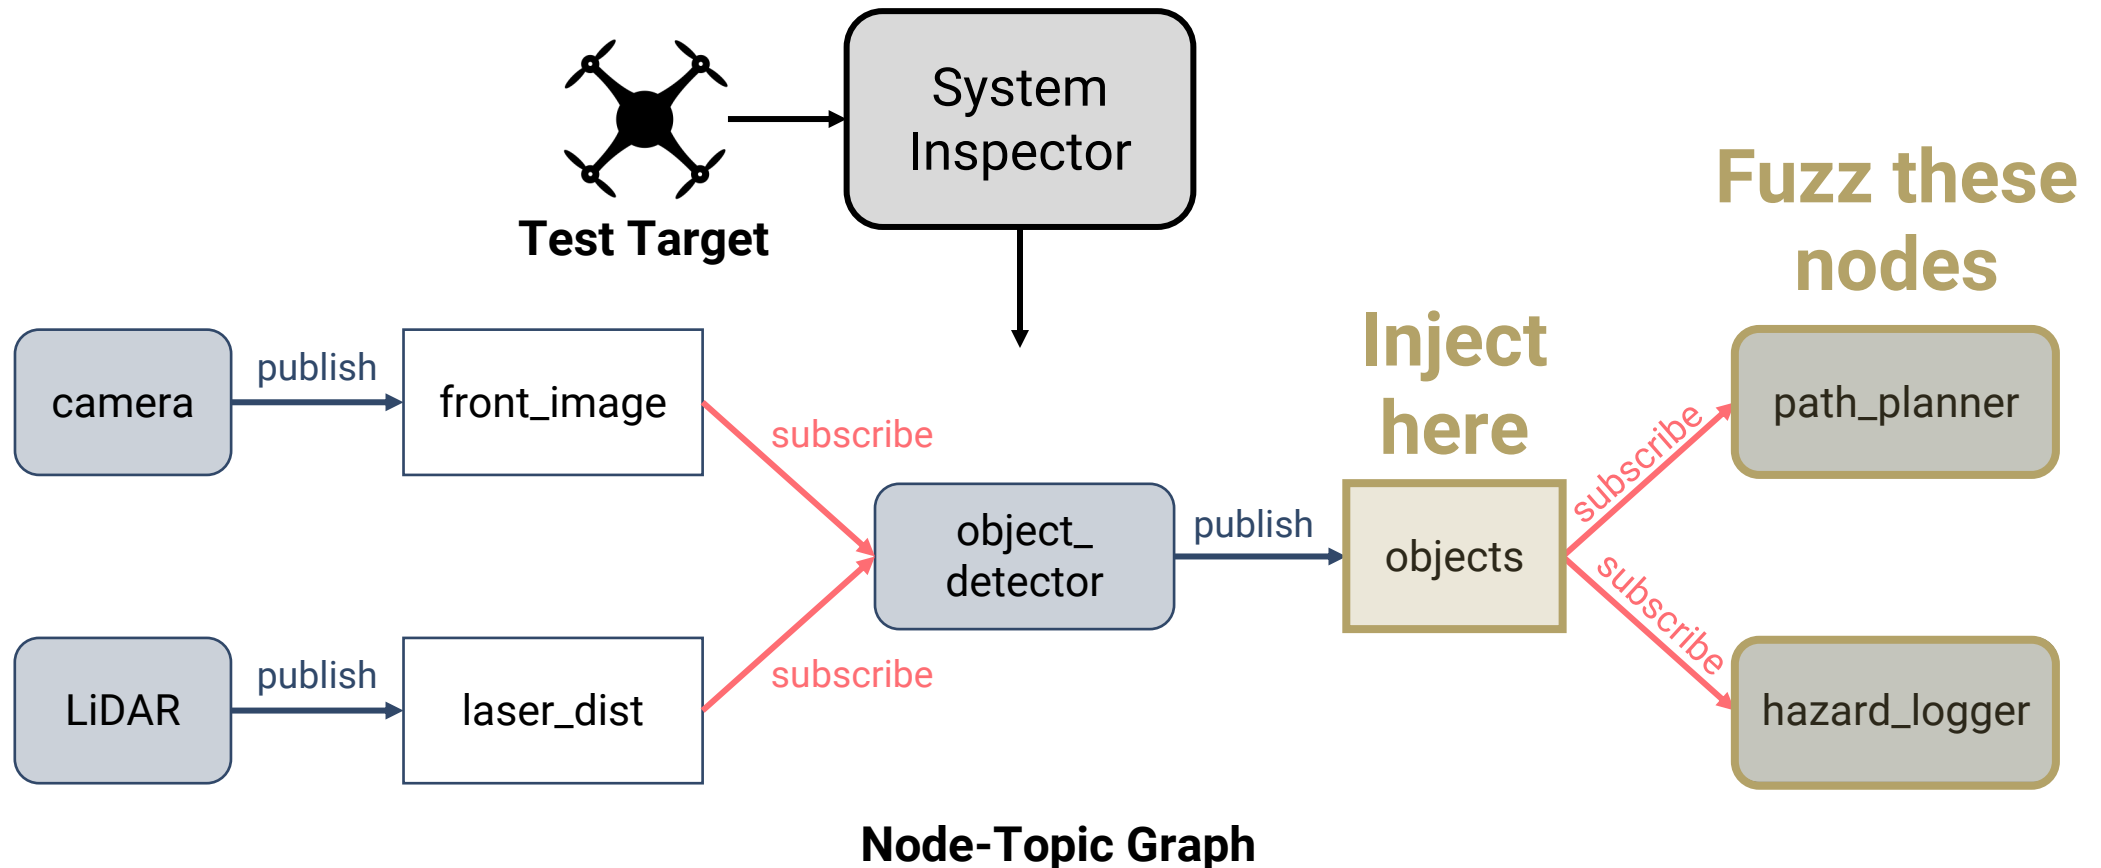 System
Inspector
Test Target
Fuzz these
nodes
Inject
here
camera
publish
front_image
subscribe
path_planner
subscribe
object_
detector
publish
objects
subscribe
LiDAR
publish
laser_dist
subscribe
hazard_logger
Node-Topic Graph